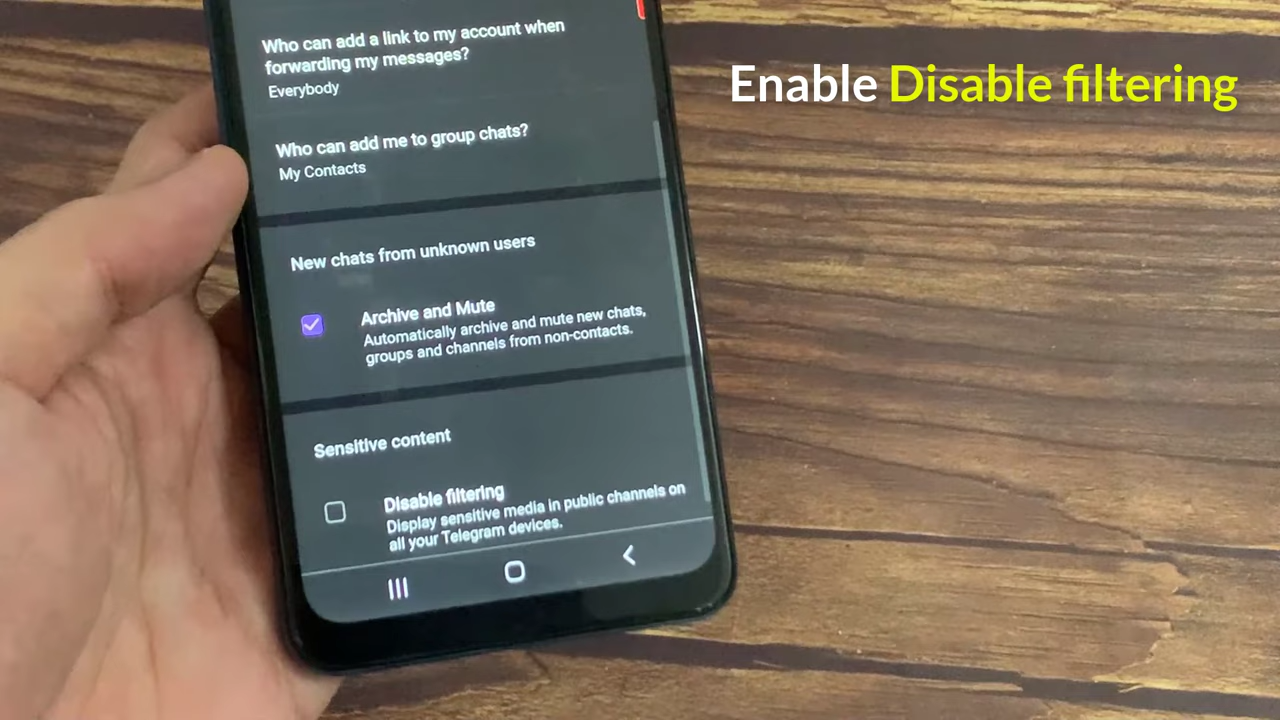 Who can add a link to my account when
forwarding my messages?
Everybody
Enable Disable filtering
Who can add me to group chats?
My Contacts
New chats from unknown users
Archive and Mute
Automatically archive and mute new chats,
groups and channels from non-contacts.
Sensitive content
Disable filtering
Display sensitive media in public channels on
all your Telegram devices.